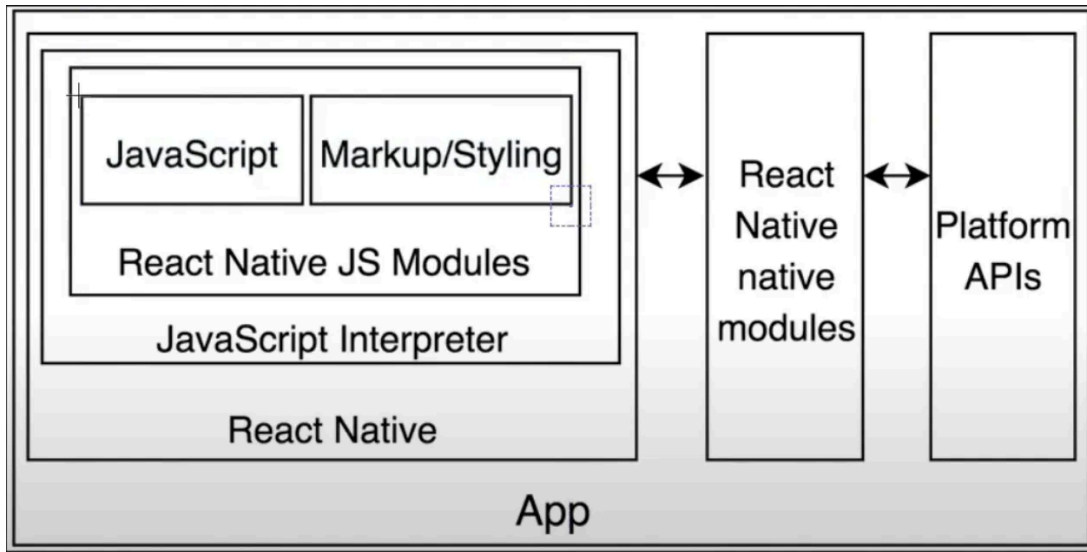 JavaScript
Markup/Styling
React Native JS Modules
JavaScript Interpreter
React Native
React
Native
native
modules
Platform
APIs
App